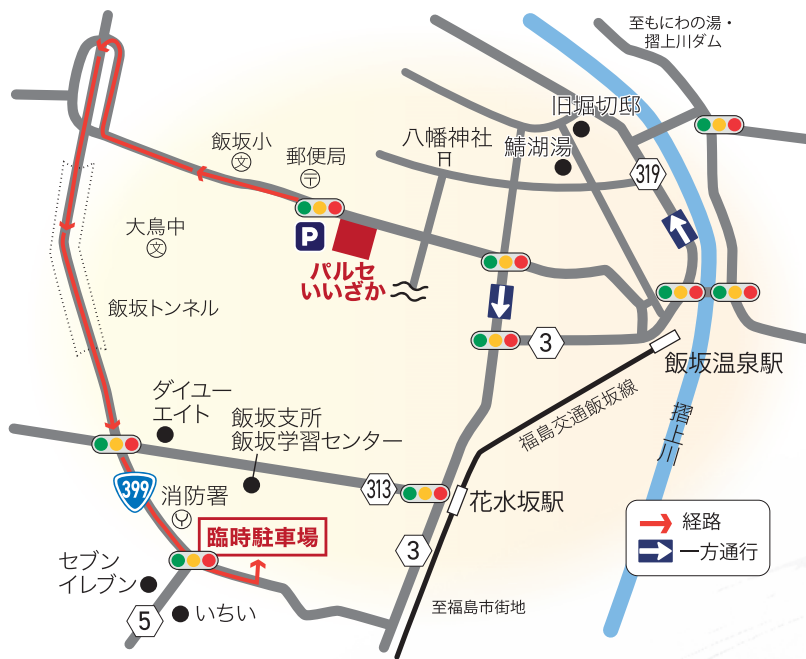 至もにわの湯・
摺上川ダム
旧堀切邸
鯖湖湯
八幡神社
飯坂小
文
郵便局
〒
319
P
パルセ
いいざか
大鳥中
文
飯坂トンネル
3
飯坂温泉駅
福島交通飯坂線
摺上川
ダイユー
エイト
飯坂支所
飯坂学習センター
313
399
消防署
花水坂駅
臨時駐車場
3
セブン
イレブン
いちい
5
至福島市街地
経路
一方通行